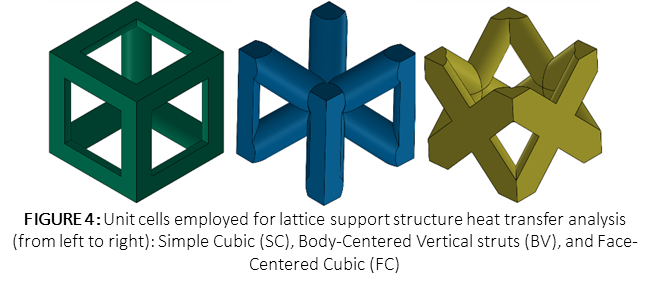 FIGURE 4: Unit cells employed for lattice support structure heat transfer analysis
(from left to right): Simple Cubic (SC), Body-Centered Vertical struts (BV), and Face-
Centered Cubic (FC)